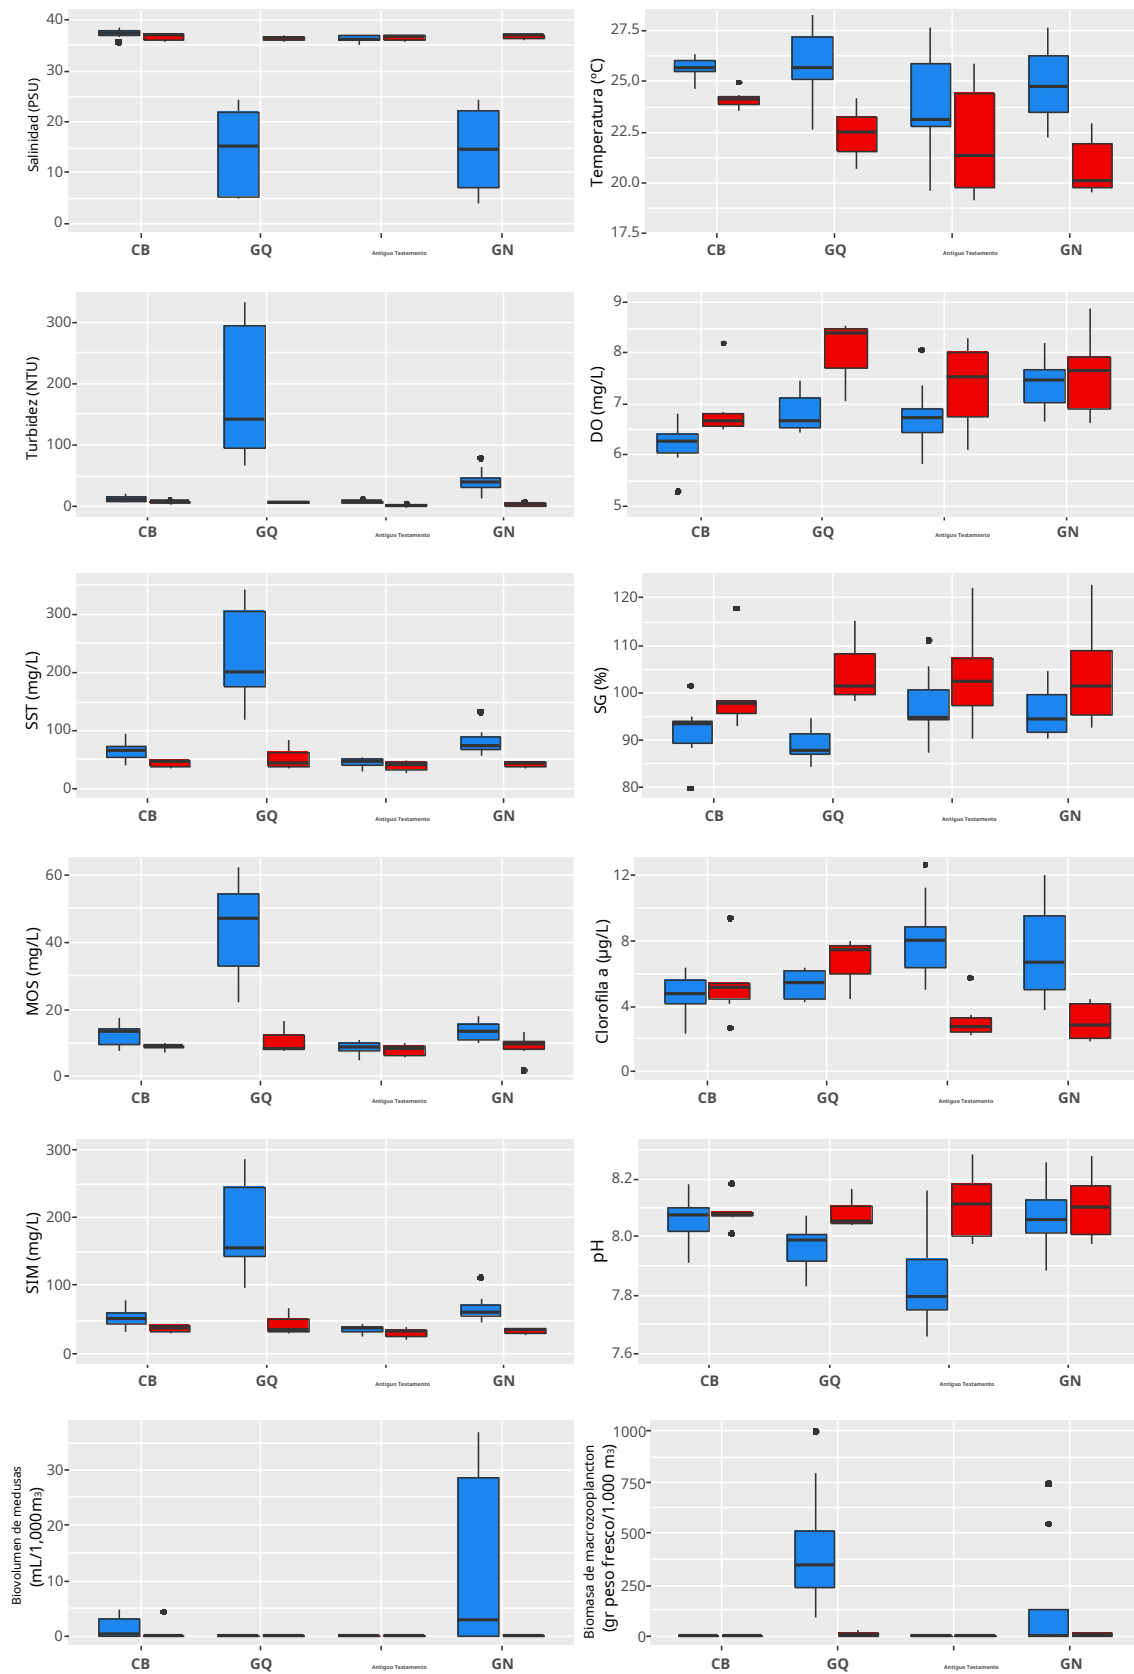 Salinidad (PSU)
40
30
20
10
0
CB
GQ
Antiguo Testamento
GN
Temperatura (°C)
27.5
25,0
22.5
20.0
17.5
CB
GQ
Antiguo Testamento
GN
Turbidez (NTU)
300
200
100
0
CB
GQ
Antiguo Testamento
GN
DO (mg/L)
9
8
7
6
5
CB
GQ
Antiguo Testamento
GN
SST (mg/L)
300
200
100
0
CB
GQ
Antiguo Testamento
GN
SG (%)
120
110
100
90
80
CB
GQ
Antiguo Testamento
GN
MOS (mg/L)
60
40
20
0
CB
GQ
Antiguo Testamento
GN
Clorofila a (µg/L)
12
8
4
0
CB
GQ
Antiguo Testamento
GN
SIM (mg/L)
300
200
100
0
CB
GQ
Antiguo Testamento
GN
pH
8.2
8.0
7.8
7.6
CB
GQ
Antiguo Testamento
GN
Biovolumen de medusas
(mL/1,000m3)
30
20
10
0
CB
GQ
Antiguo Testamento
GN
Biomasa de macrozooplancton
(gr peso fresco/1.000 m3)
1000
750
500
250
0
CB
GQ
Antiguo Testamento
GN